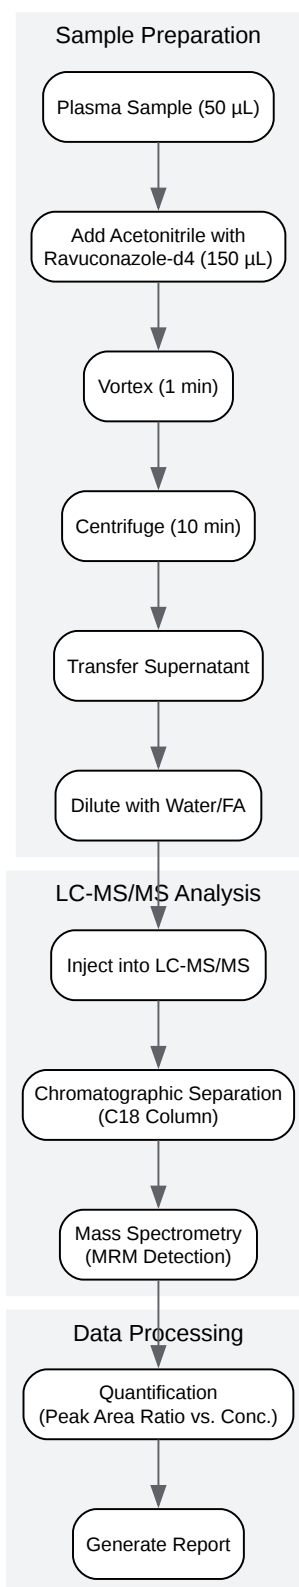 Sample Preparation
Plasma Sample (50 µL)
Add Acetonitrile with
Ravuconazole-d4 (150 µL)
Vortex (1 min)
Centrifuge (10 min)
Transfer Supernatant
Dilute with Water/FA
LC-MS/MS Analysis
Inject into LC-MS/MS
Chromatographic Separation
(C18 Column)
Mass Spectrometry
(MRM Detection)
Data Processing
Quantification
(Peak Area Ratio vs. Conc.)
Generate Report